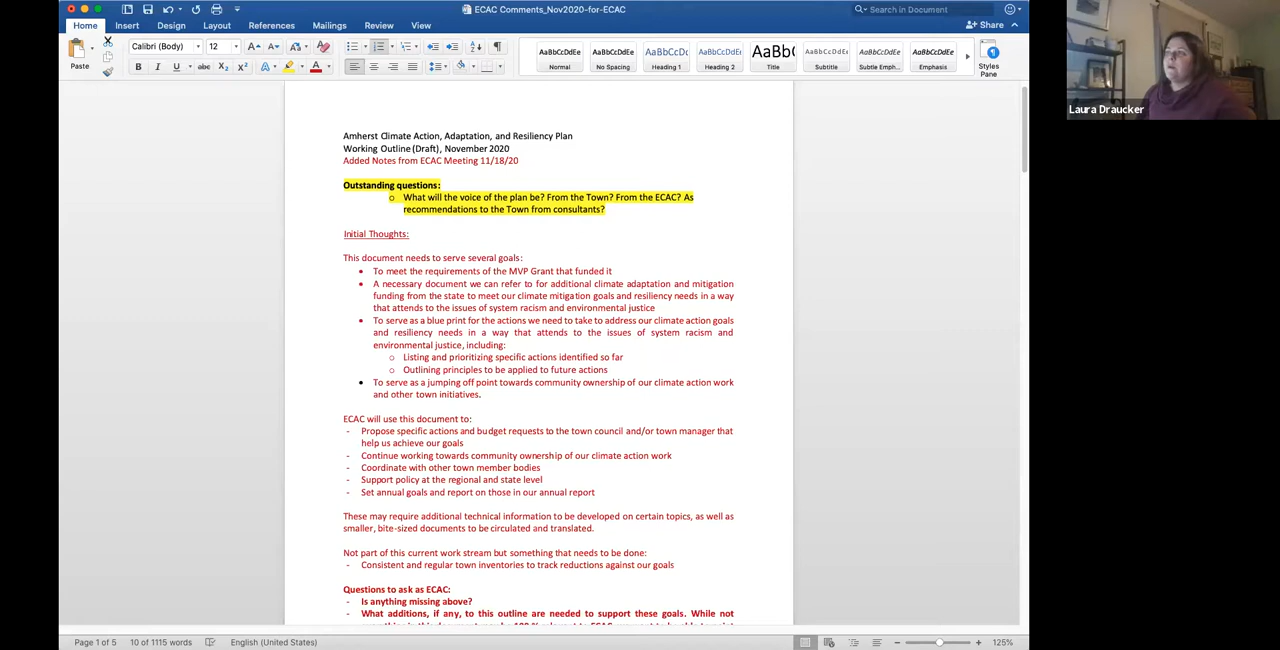 ECAC Comments_Nov2020-for-ECAC
Search in Document
Home Insert Design Layout References Mailings Review View
Share
Paste
Calibri (Body) 12
AaBbCcDdEe AaBbCcDdEe AaBbCcDc AaBbCcDdEe AaBbC AaBbCcDdEe AaBbCcDdEe AaBbCcDdEe
Normal No Spacing Heading 1 Heading 2 Title Subtitle Subtle Emph... Emphasis
Styles
Pane
Laura Draucker
Amherst Climate Action, Adaptation, and Resiliency Plan
Working Outline (Draft), November 2020
Added Notes from ECAC Meeting 11/18/20
Outstanding questions:
o What will the voice of the plan be? From the Town? From the ECAC? As
recommendations to the Town from consultants?
Initial Thoughts:
This document needs to serve several goals:
• To meet the requirements of the MVP Grant that funded it
• A necessary document we can refer to for additional climate adaptation and mitigation
funding from the state to meet our climate mitigation goals and resiliency needs in a way
that attends to the issues of system racism and environmental justice
• To serve as a blue print for the actions we need to take to address our climate action goals
and resiliency needs in a way that attends to the issues of system racism and
environmental justice, including:
o Listing and prioritizing specific actions identified so far
o Outlining principles to be applied to future actions
• To serve as a jumping off point towards community ownership of our climate action work
and other town initiatives.
ECAC will use this document to:
- Propose specific actions and budget requests to the town council and/or town manager that
help us achieve our goals
- Continue working towards community ownership of our climate action work
- Coordinate with other town member bodies
- Support policy at the regional and state level
- Set annual goals and report on those in our annual report
These may require additional technical information to be developed on certain topics, as well as
smaller, bite-sized documents to be circulated and translated.
Not part of this current work stream but something that needs to be done:
- Consistent and regular town inventories to track reductions against our goals
Questions to ask as ECAC:
- Is anything missing above?
- What additions, if any, to this outline are needed to support these goals. While not
Page 1 of 5 10 of 1115 words English (United States) 125%